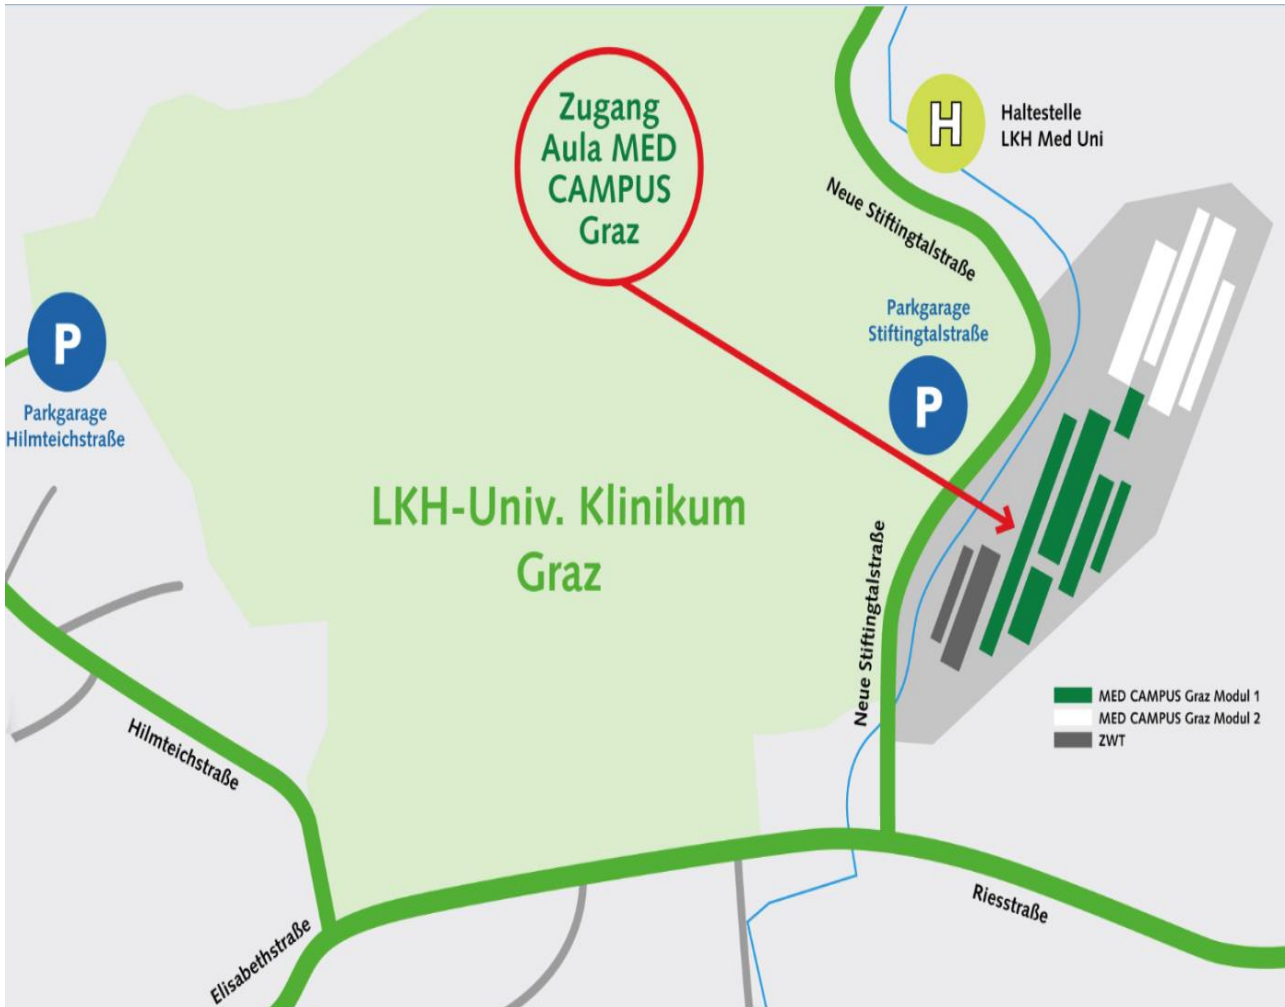 Zugang
Aula MED
CAMPUS
Graz
H
Haltestelle
LKH Med Uni
Neue Stiftingtalstraße
Parkgarage
Stiftingtalstraße
P
P
Parkgarage
Hilmteichstraße
LKH-Univ. Klinikum
Graz
Neue Stiftingtalstraße
MED CAMPUS Graz Modul 1
MED CAMPUS Graz Modul 2
ZWT
Hilmteichstraße
Riesstraße
Elisabethstraße